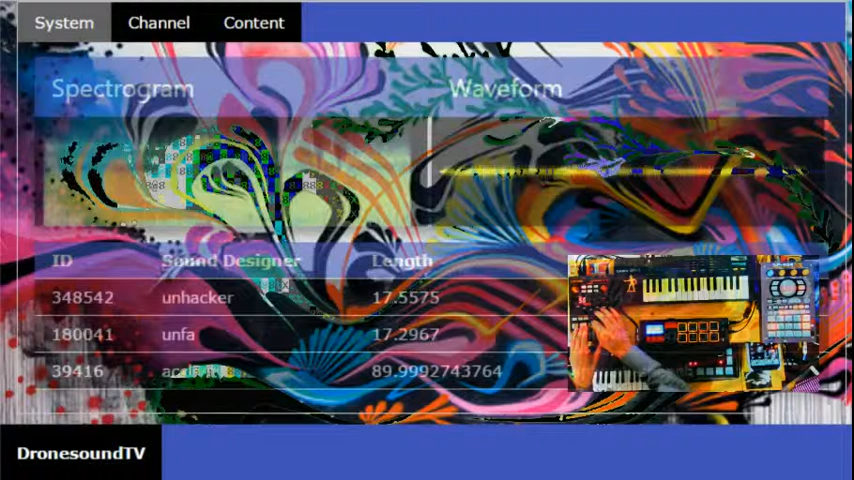 System Channel Content
Spectrogram Waveform
ID Sound Designer Length
348542 unhacker 17.5575
180041 unfa 17.2967
39416 89.9992743764
DronesoundTV